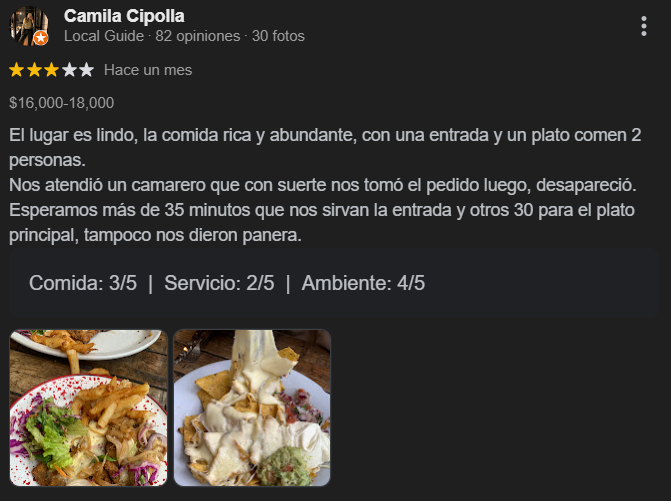 Camila Cipolla
Local Guide · 82 opiniones · 30 fotos
Hace un mes
$16,000-18,000
El lugar es lindo, la comida rica y abundante, con una entrada y un plato comen 2
personas.
Nos atendió un camarero que con suerte nos tomó el pedido luego, desapareció.
Esperamos más de 35 minutos que nos sirvan la entrada y otros 30 para el plato
principal, tampoco nos dieron panera.
Comida: 3/5 | Servicio: 2/5 | Ambiente: 4/5